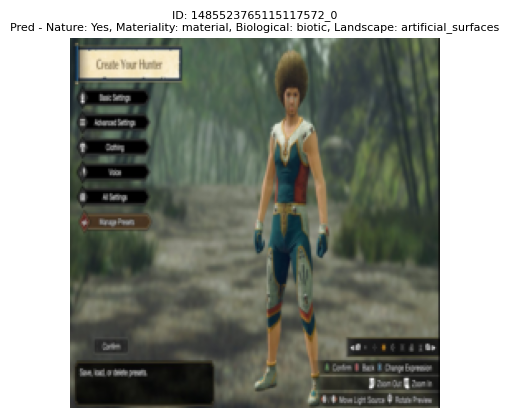 ID: 1485523765115117572_0
Pred - Nature: Yes, Materiality: material, Biological: biotic, Landscape: artificial_surfaces
Create Your Hunter
Basic Settings
Advanced Settings
Clothing
Voice
All Settings
Manage Presets
Confirm
Save, load, or delete presets.
A Confirm B Back X Change Expression
Zoom Out Zoom In
Move Light Source Rotate Preview